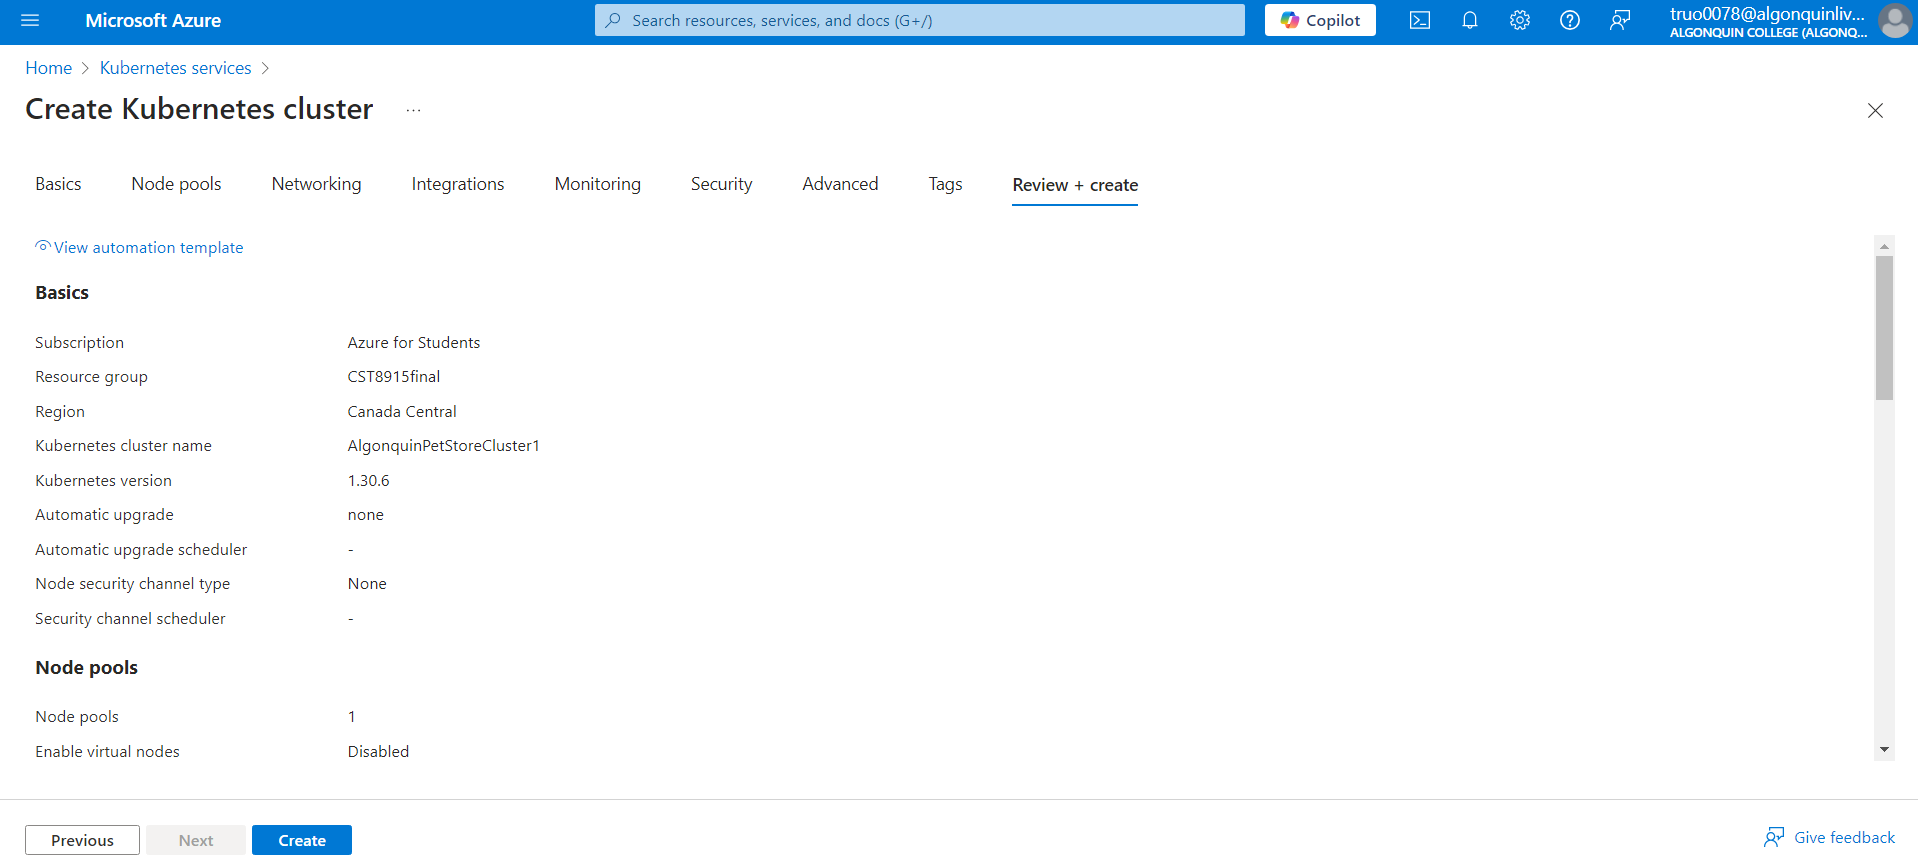 Microsoft Azure
Search resources, services, and docs (G+/)
Copilot
truo0078@algonquinliv...
ALGONQUIN COLLEGE (ALGONQ...
Home > Kubernetes services >
Create Kubernetes cluster ...
Basics Node pools Networking Integrations Monitoring Security Advanced Tags Review + create
View automation template
Basics
Subscription Azure for Students
Resource group CST8915final
Region Canada Central
Kubernetes cluster name AlgonquinPetStoreCluster1
Kubernetes version 1.30.6
Automatic upgrade none
Automatic upgrade scheduler -
Node security channel type None
Security channel scheduler -
Node pools
Node pools 1
Enable virtual nodes Disabled
Previous Next Create Give feedback